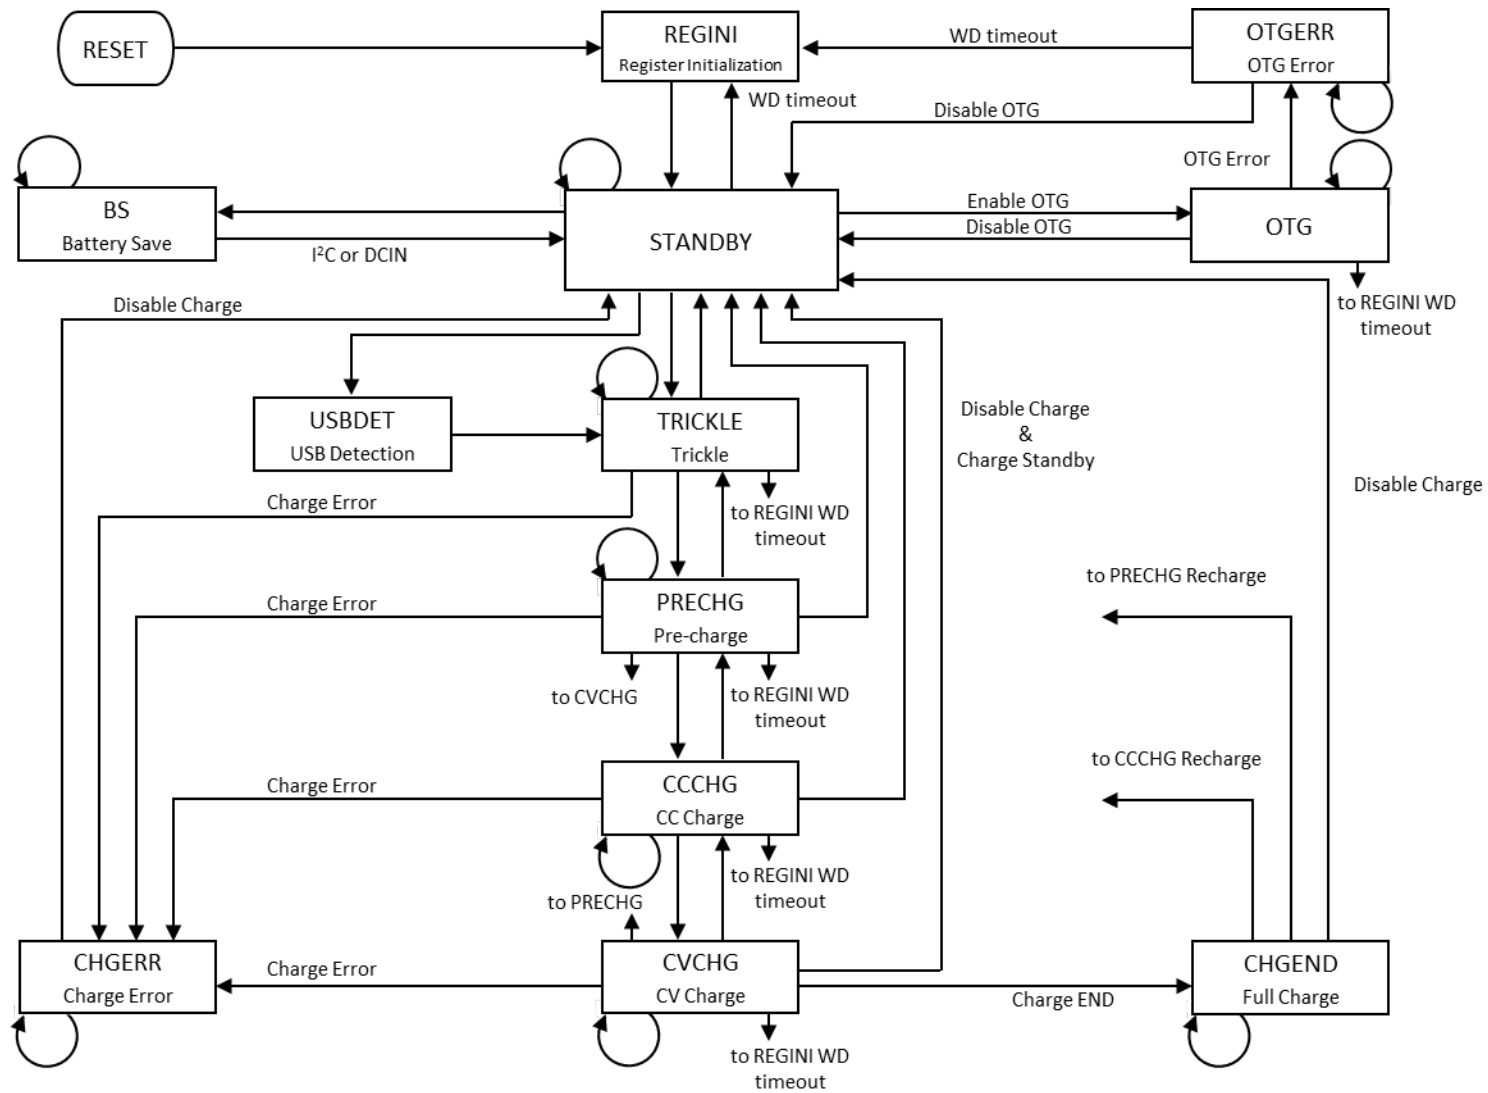 RESET
REGINI
Register Initialization
WD timeout
OTGERR
OTG Error
WD timeout
Disable OTG
OTG Error
BS
Battery Save
I²C or DCIN
STANDBY
Enable OTG
Disable OTG
OTG
to REGINI WD
timeout
Disable Charge
USBDET
USB Detection
TRICKLE
Trickle
Disable Charge
&
Charge Standby
Disable Charge
Charge Error
to REGINI WD
timeout
to PRECHG Recharge
Charge Error
PRECHG
Pre-charge
to CVCHG
to REGINI WD
timeout
to CCCHG Recharge
Charge Error
CCCHG
CC Charge
to REGINI WD
timeout
to PRECHG
CHGERR
Charge Error
Charge Error
CVCHG
CV Charge
Charge END
CHGEND
Full Charge
to REGINI WD
timeout